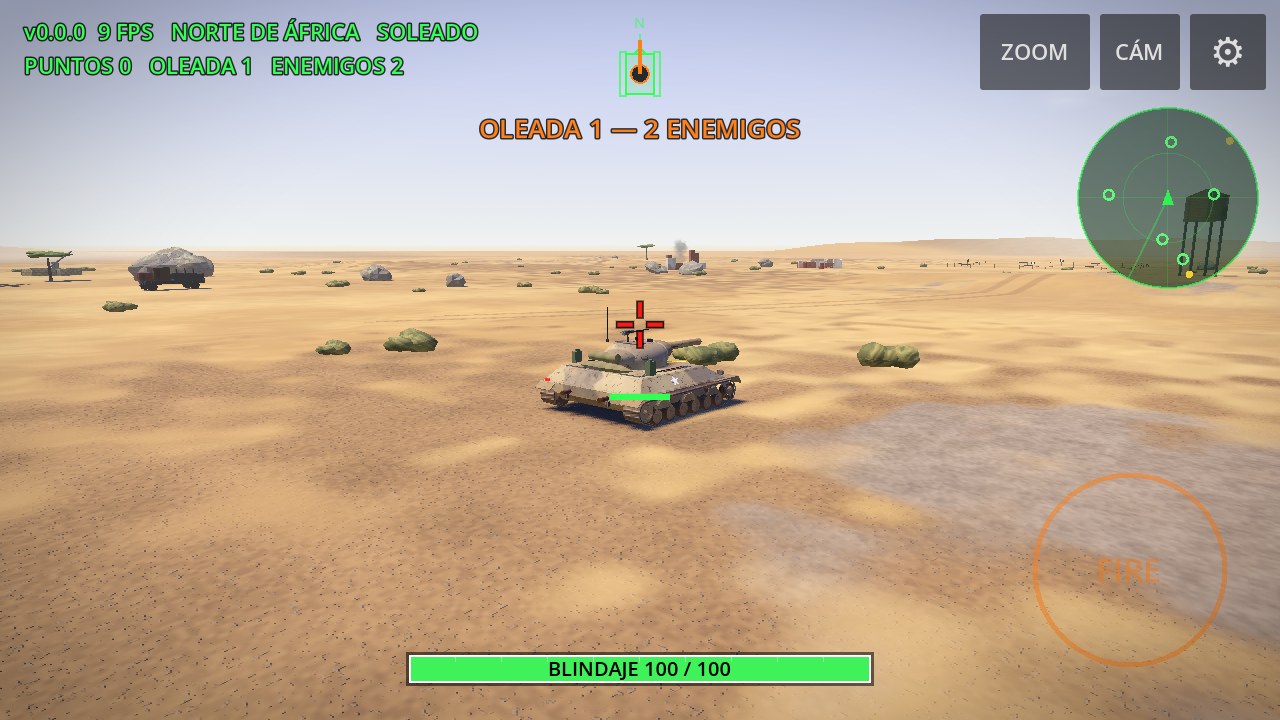 v0.0.0 9 FPS NORTE DE ÁFRICA SOLEADO
PUNTOS 0 OLEADA 1 ENEMIGOS 2
N
ZOOM
CÁM
OLEADA 1 — 2 ENEMIGOS
FIRE
BLINDAJE 100 / 100